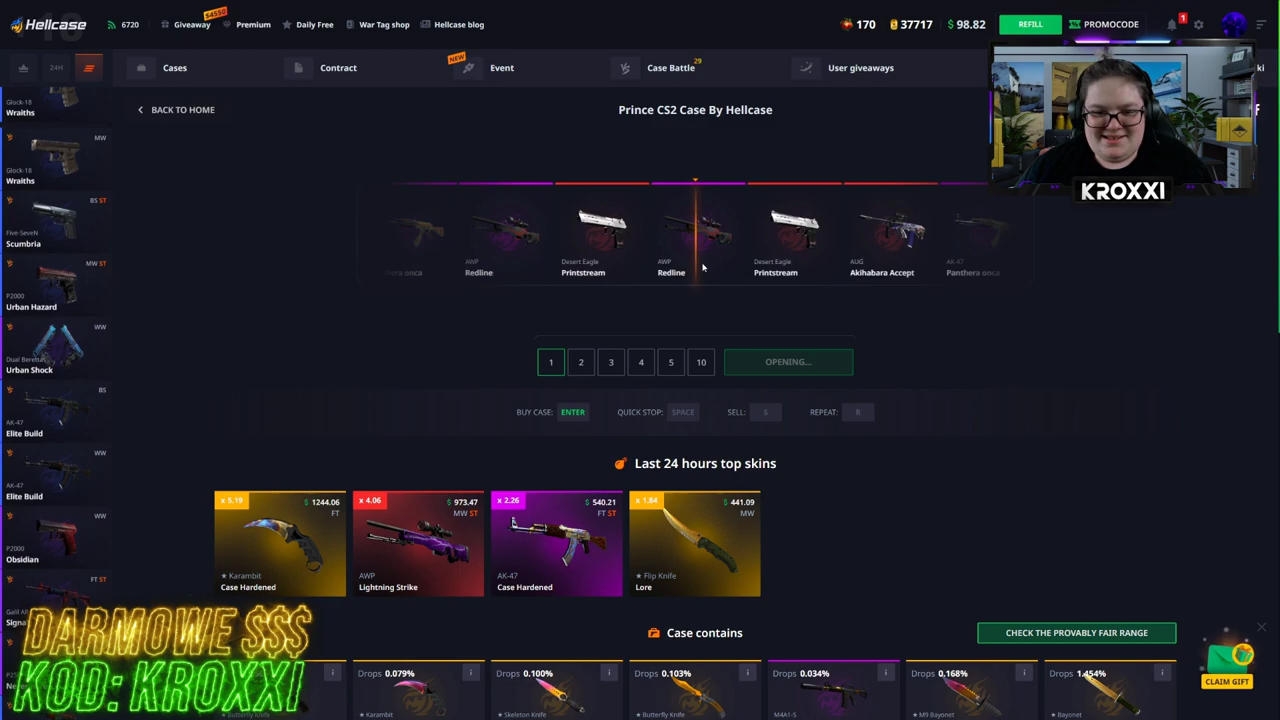 Hellcase
6720
$4550
Giveaway
Premium
Daily Free
War Tag shop
Hellcase blog
170
37717
$ 98.82
REFILL
PROMOCODE
1
24H
Cases
Contract
NEW
Event
Case Battle
29
User giveaways
BACK TO HOME
Prince CS2 Case By Hellcase
KROXXI
Glock-18
Wraiths
MW
Glock-18
Wraiths
BS ST
Five-SeveN
Scumbria
MW ST
P2000
Urban Hazard
WW
Dual Berettas
Urban Shock
BS
AK-47
Elite Build
WW
AK-47
Elite Build
WW
P2000
Obsidian
FT ST
AWP
Redline
Desert Eagle
Printstream
AWP
Redline
Desert Eagle
Printstream
AUG
Akihabara Accept
AK-47
Panthera onca
1
2
3
4
5
10
OPENING...
BUY CASE:
ENTER
QUICK STOP:
SPACE
SELL:
S
REPEAT:
R
Last 24 hours top skins
x 5.19
$ 1244.06
FT
★ Karambit
Case Hardened
x 4.06
$ 973.47
MW ST
AWP
Lightning Strike
x 2.26
$ 540.21
FT ST
AK-47
Case Hardened
x 1.84
$ 441.09
MW
★ Flip Knife
Lore
Case contains
CHECK THE PROVABLY FAIR RANGE
DARMOWE $$$
KOD: KROXXI
Drops 0.079%
★ Karambit
Drops 0.100%
★ Skeleton Knife
Drops 0.103%
★ Butterfly Knife
Drops 0.034%
M4A1-S
Drops 0.168%
★ M9 Bayonet
Drops 1.454%
★ Bayonet
CLAIM GIFT